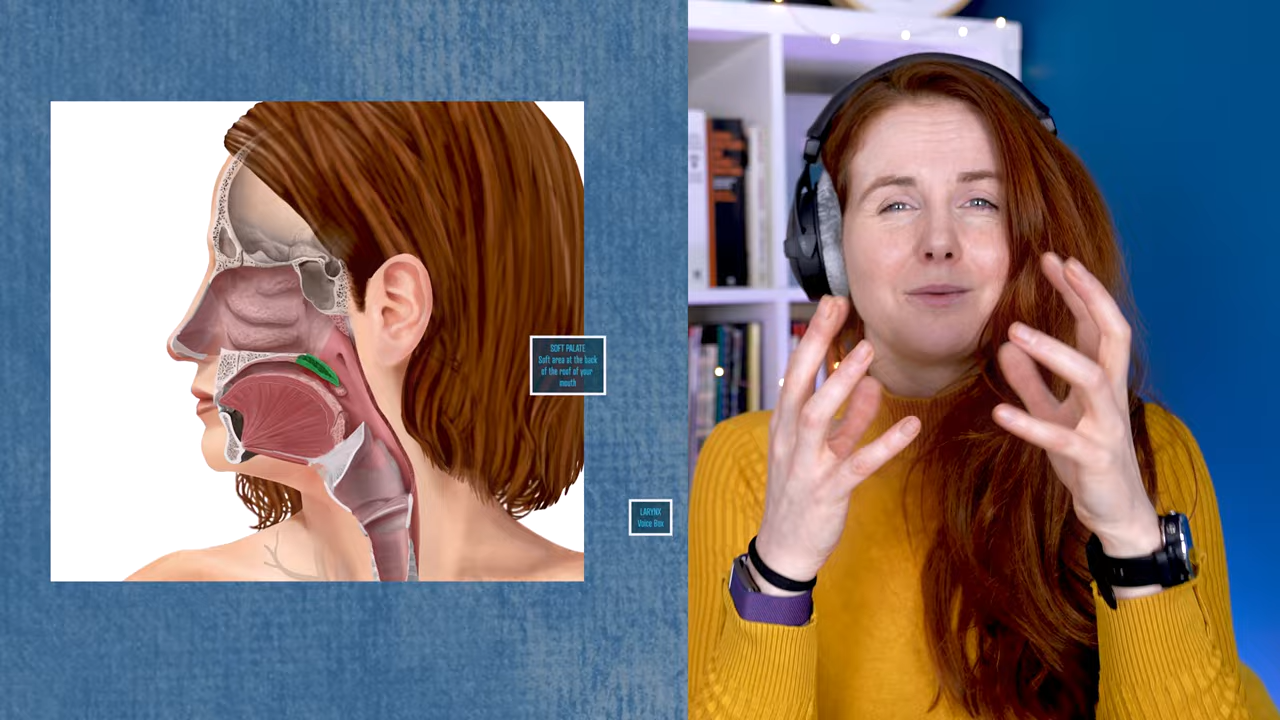 SOFT PALATE
Soft area at the back
of the roof of your
mouth
LARYNX
Voice Box